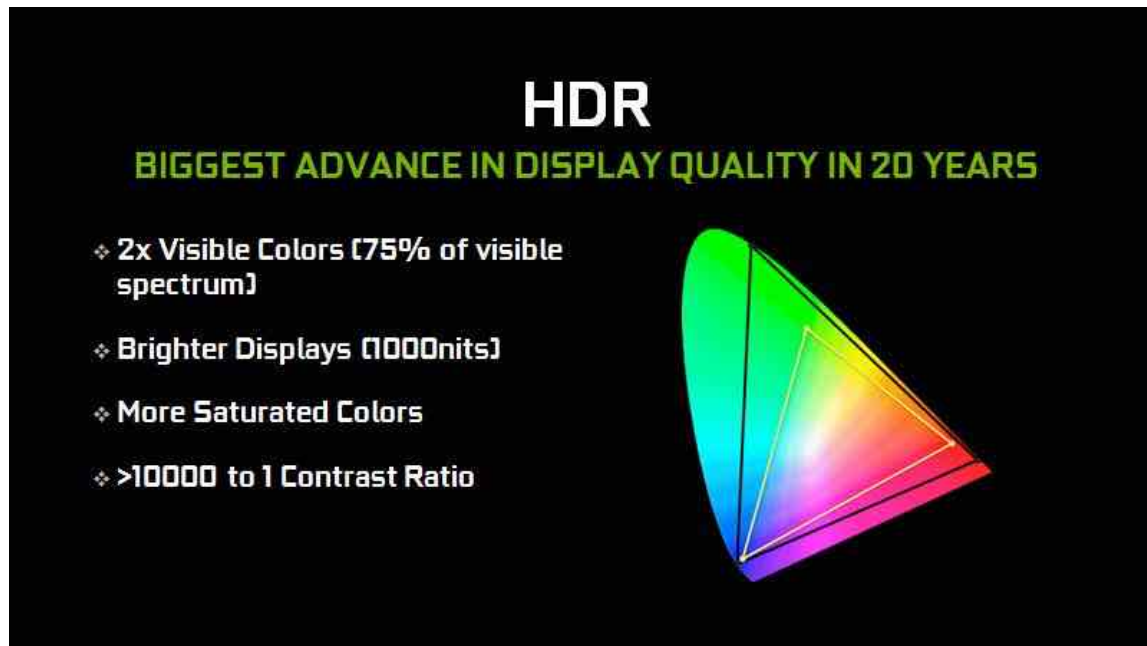 HDR
BIGGEST ADVANCE IN DISPLAY QUALITY IN 20 YEARS
❖ 2x Visible Colors (75% of visible
spectrum)
❖ Brighter Displays (1000nits)
❖ More Saturated Colors
❖ >10000 to 1 Contrast Ratio